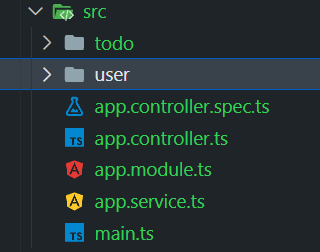 src
todo
user
app.controller.spec.ts
TS app.controller.ts
app.module.ts
app.service.ts
TS main.ts